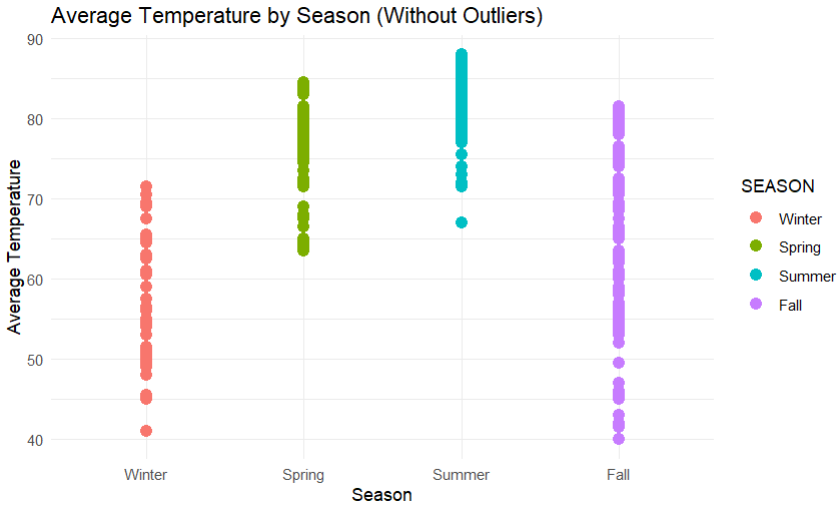 Average Temperature by Season (Without Outliers)
90
80
70
60
50
40
Average Temperature
Winter
Spring
Summer
Fall
Season
SEASON
Winter
Spring
Summer
Fall